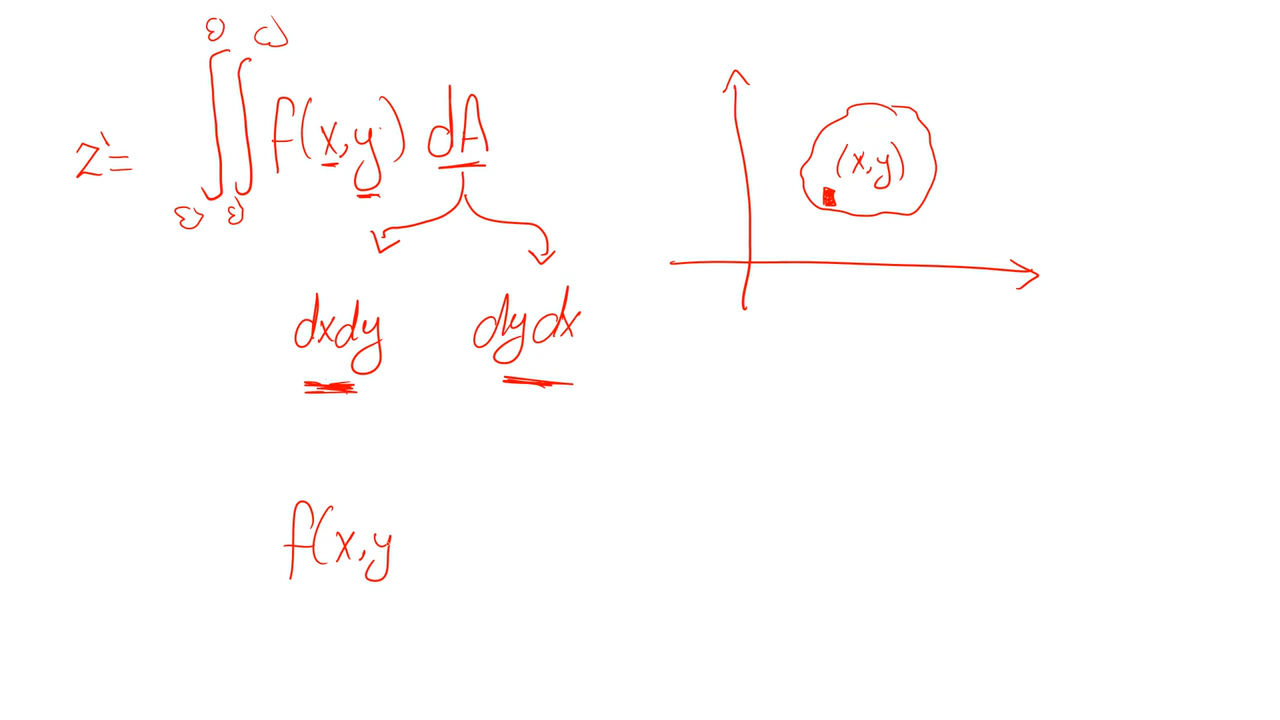 z = ∬ f(x,y) dA
(x,y)
dxdy dydx
f(x,y